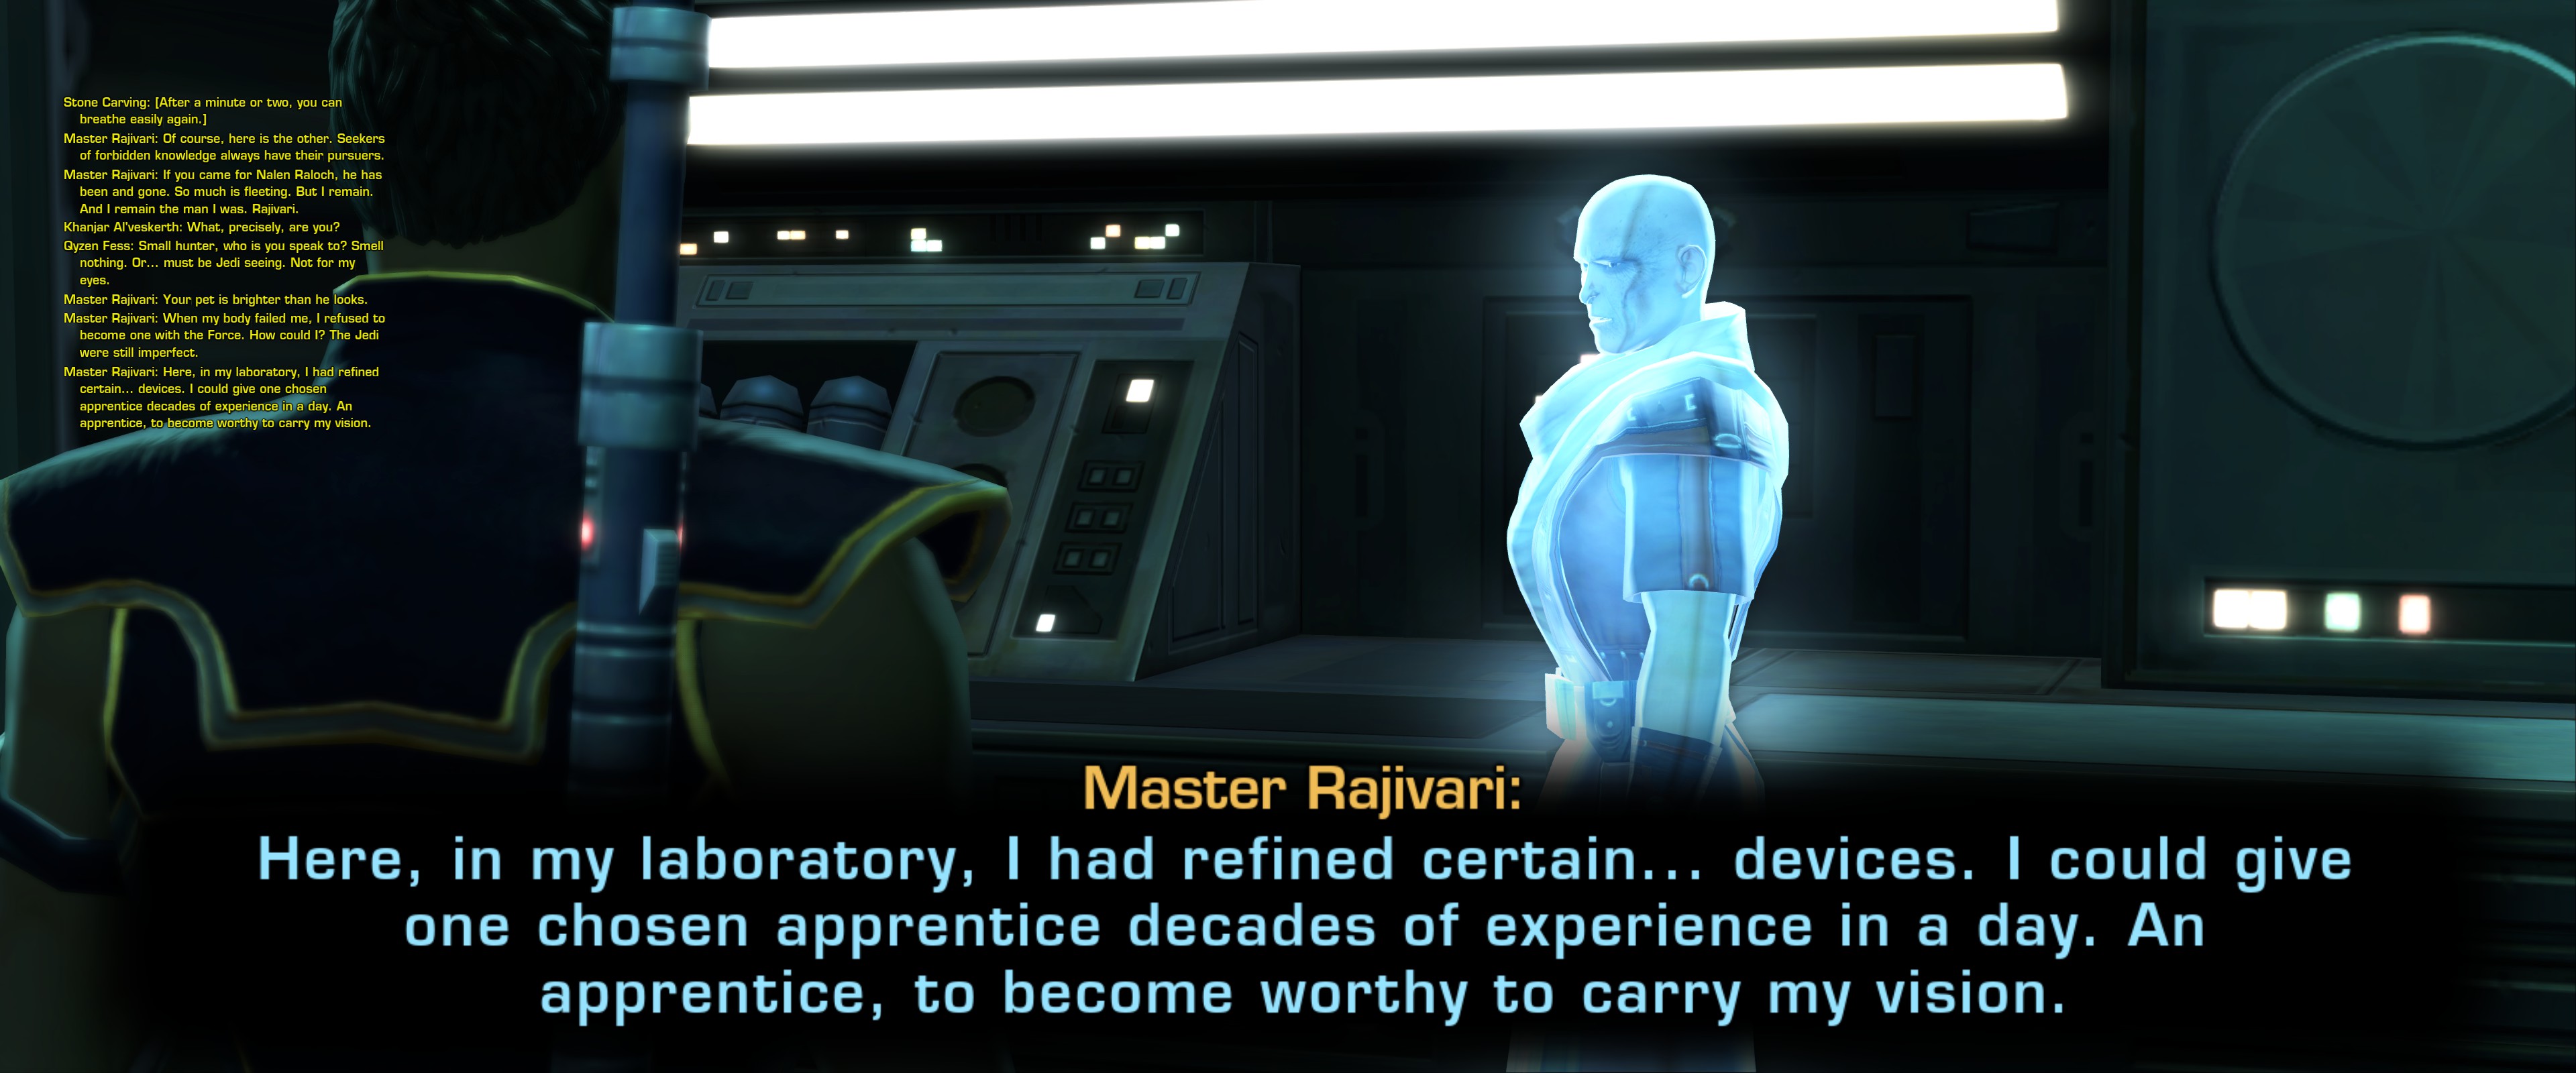 Stone Carving: [After a minute or two, you can
breathe easily again.]
Master Rajivari: Of course, here is the other. Seekers
of forbidden knowledge always have their pursuers.
Master Rajivari: If you came for Nalen Raloch, he has
been and gone. So much is fleeting. But I remain.
And I remain the man I was. Rajivari.
Khanjar Al'veskerth: What, precisely, are you?
Qyzen Fess: Small hunter, who is you speak to? Smell
nothing. Or... must be Jedi seeing. Not for my
eyes.
Master Rajivari: Your pet is brighter than he looks.
Master Rajivari: When my body failed me, I refused to
become one with the Force. How could I? The Jedi
were still imperfect.
Master Rajivari: Here, in my laboratory, I had refined
certain... devices. I could give one chosen
apprentice decades of experience in a day. An
apprentice, to become worthy to carry my vision.
Master Rajivari:
Here, in my laboratory, I had refined certain... devices. I could give
one chosen apprentice decades of experience in a day. An
apprentice, to become worthy to carry my vision.